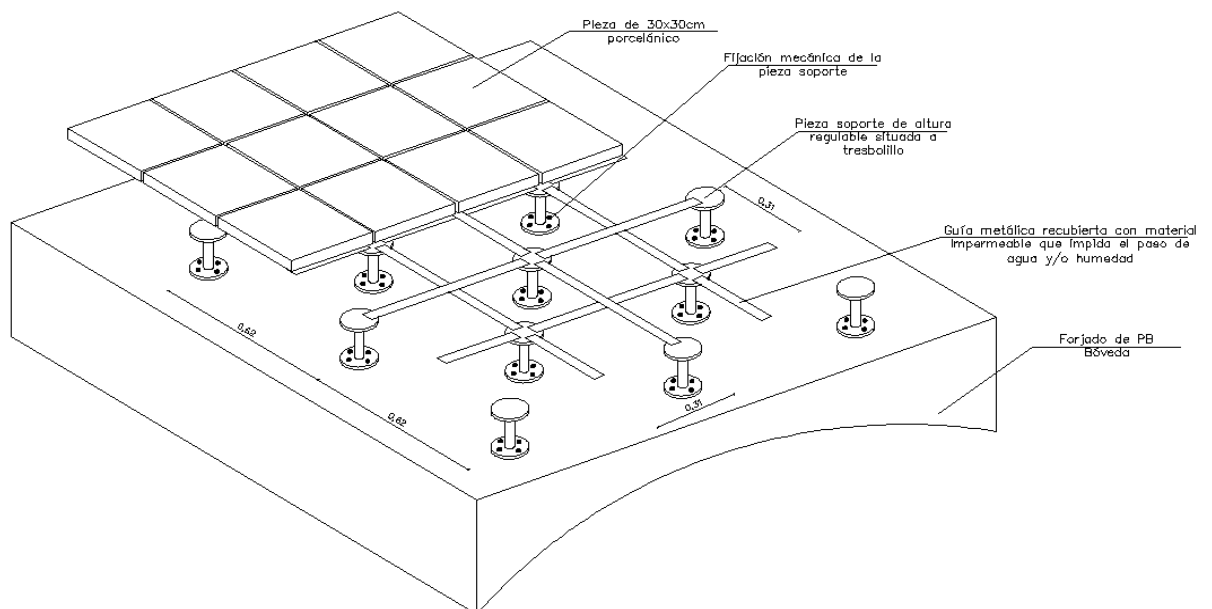 Pieza de 30x30cm
porcelánico
Fijación mecánica de la
pieza soporte
Pieza soporte de altura
regulable situada a
tresbolillo
0,31
Guía metálica recubierta con material
impermeable que impida el paso de
agua y/o humedad
0,62
Forjado de PB
Bóveda
0,62
0,31